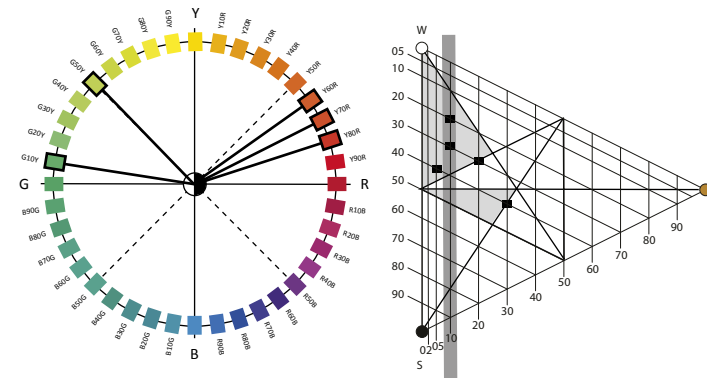 Y
Y10R
Y20R
Y30R
Y40R
Y50R
Y60R
Y70R
Y80R
Y90R
R
R10B
R20B
R30B
R40B
R50B
R60B
R70B
R80B
R90B
B
B10G
B20G
B30G
B40G
B50G
B60G
B70G
B80G
B90G
G
G10Y
G20Y
G30Y
G40Y
G50Y
G60Y
G70Y
G80Y
G90Y
W
05
10
20
30
40
50
60
70
80
90
S
02
05
10
20
30
40
50
60
70
80
90